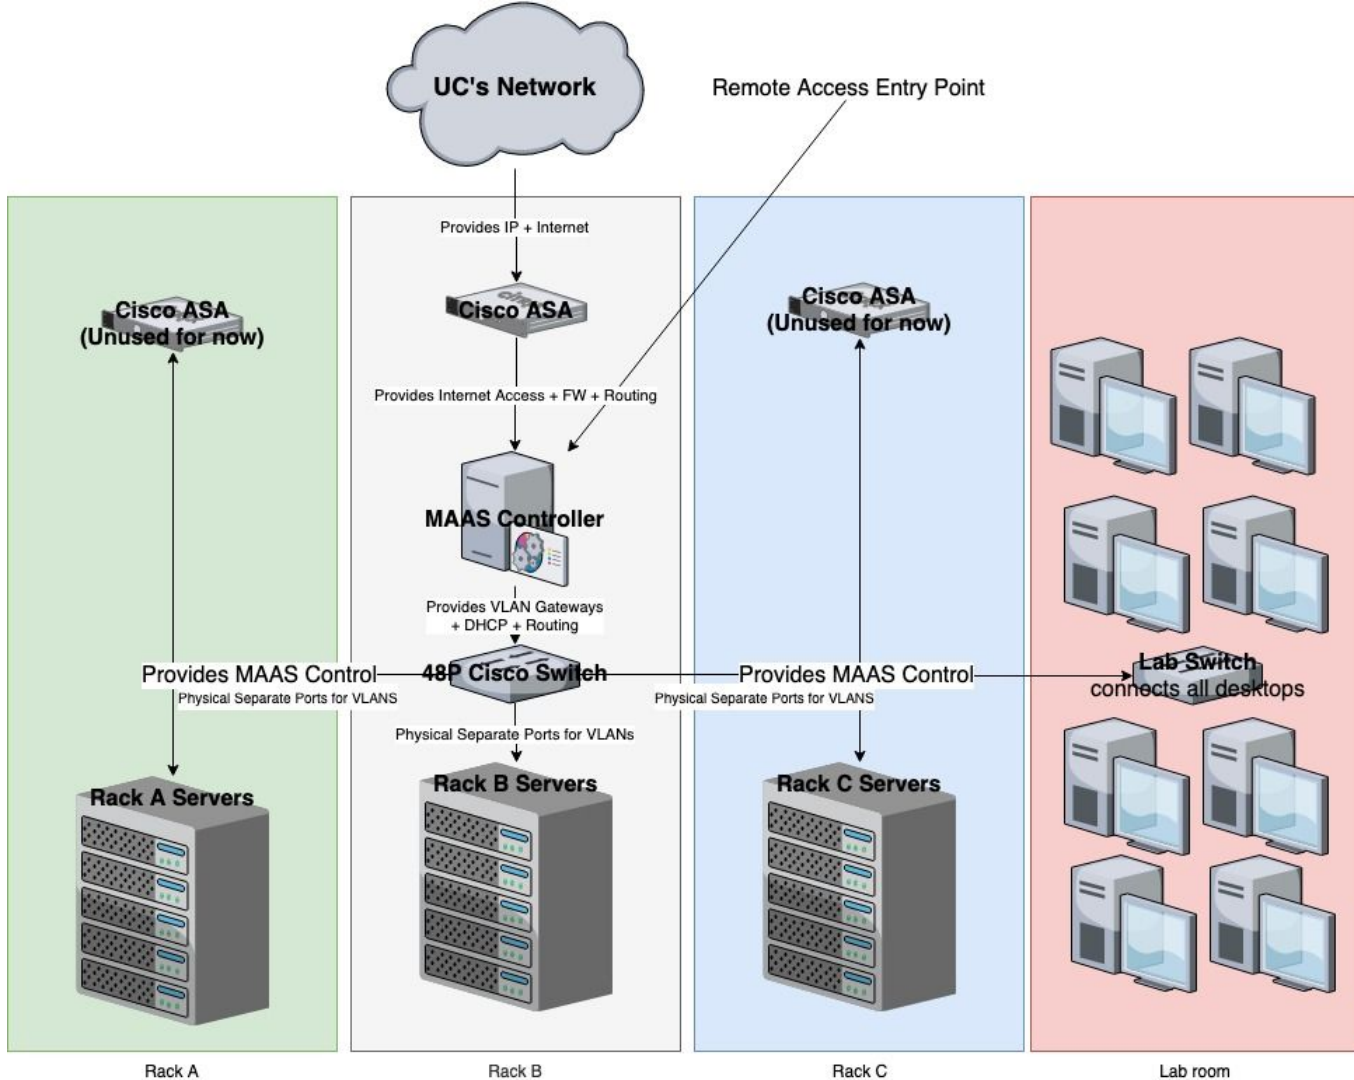 UC's Network
Remote Access Entry Point
Provides IP + Internet
Cisco ASA
(Unused for now)
Cisco ASA
Cisco ASA
(Unused for now)
Provides Internet Access + FW + Routing
MAAS Controller
Provides VLAN Gateways
+ DHCP + Routing
Provides MAAS Control
Physical Separate Ports for VLANS
48P Cisco Switch
Provides MAAS Control
Physical Separate Ports for VLANS
Lab Switch
connects all desktops
Physical Separate Ports for VLANs
Rack A Servers
Rack B Servers
Rack C Servers
Rack A
Rack B
Rack C
Lab room